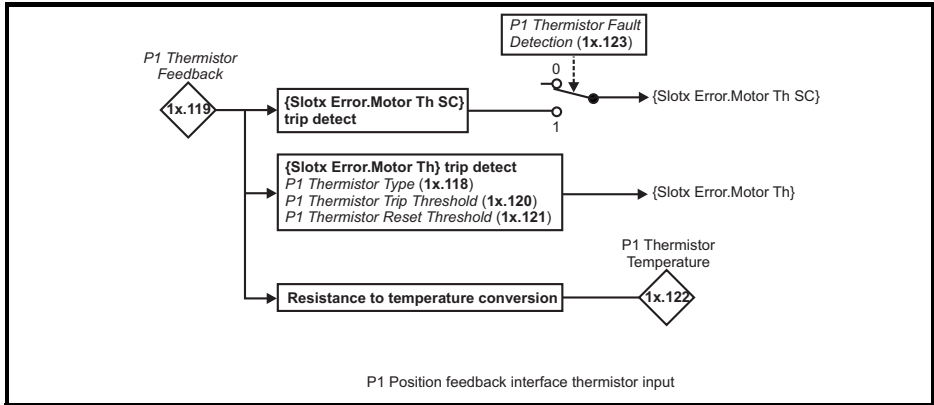 P1 Thermistor Fault
Detection (1x.123)
P1 Thermistor
Feedback
1x.119
0
1
{Slotx Error.Motor Th SC}
trip detect
{Slotx Error.Motor Th SC}
{Slotx Error.Motor Th} trip detect
P1 Thermistor Type (1x.118)
P1 Thermistor Trip Threshold (1x.120)
P1 Thermistor Reset Threshold (1x.121)
{Slotx Error.Motor Th}
P1 Thermistor
Temperature
Resistance to temperature conversion
1x.122
P1 Position feedback interface thermistor input